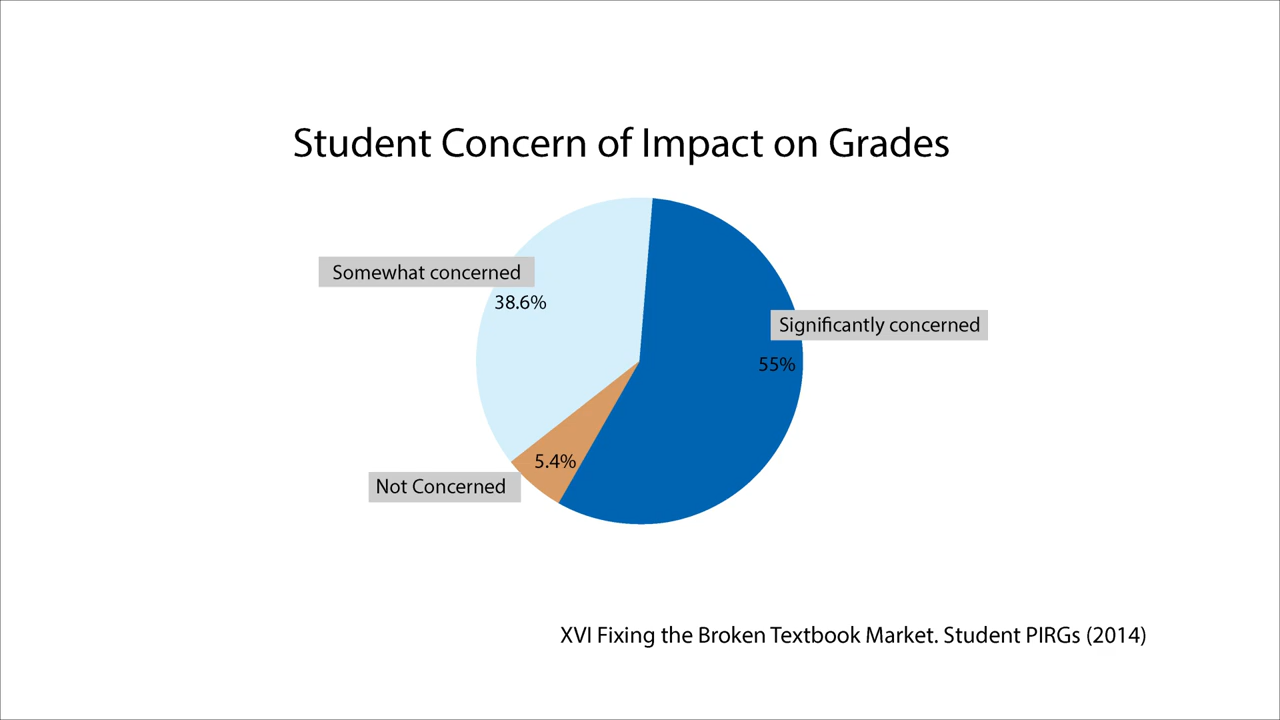 Student Concern of Impact on Grades
Somewhat concerned
38.6%
Significantly concerned
55%
5.4%
Not Concerned
XVI Fixing the Broken Textbook Market. Student PIRGs (2014)